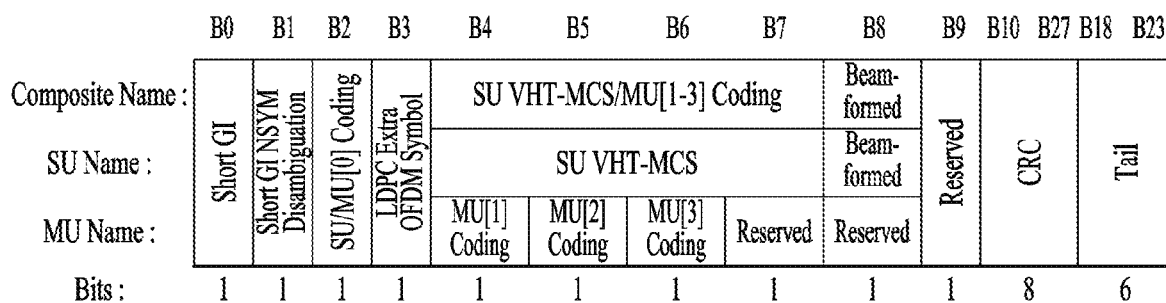 B0 B1 B2 B3 B4 B5 B6 B7 B8 B9 B10 B27 B18 B23
Composite Name :
SU Name :
MU Name :
Short GI
Short GI NSYM
Disambiguation
SU/MU[0] Coding
LDPC Extra
OFDM Symbol
SU VHT-MCS/MU[1-3] Coding
Beam-
formed
SU VHT-MCS
Beam-
formed
MU[1]
Coding
MU[2]
Coding
MU[3]
Coding
Reserved
Reserved
Reserved
CRC
Tail
Bits : 1 1 1 1 1 1 1 1 1 1 8 6